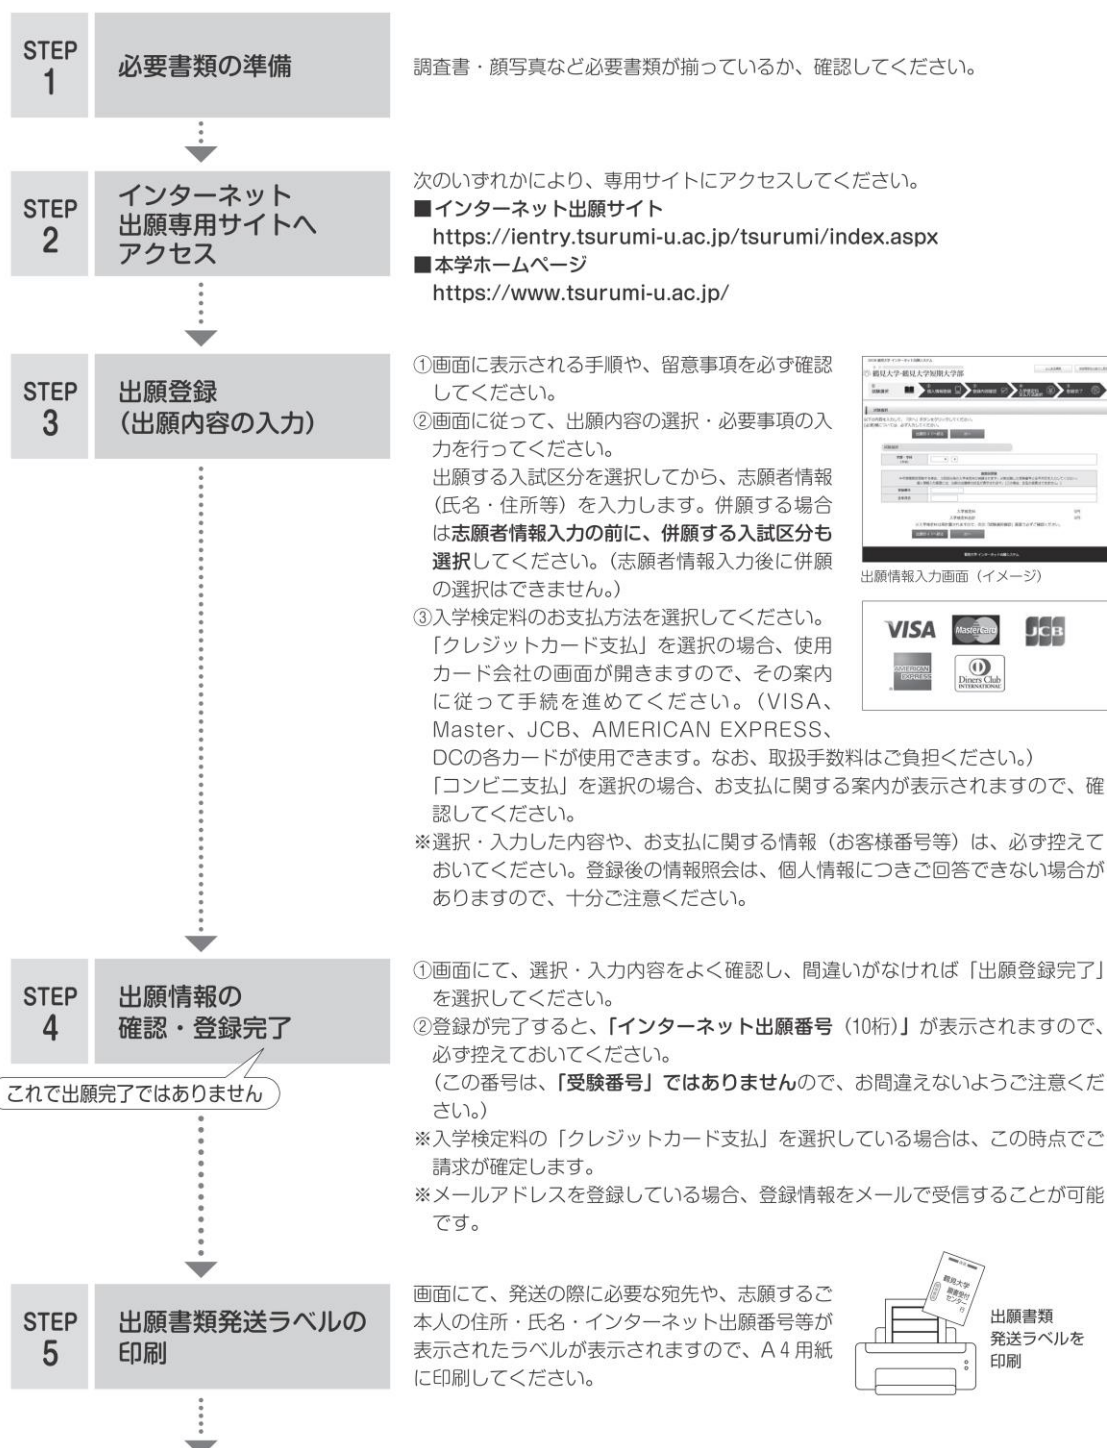 STEP
1
必要書類の準備
調査書・顔写真など必要書類が揃っているか、確認してください。
STEP
2
インターネット
出願専用サイトへ
アクセス
次のいずれかにより、専用サイトにアクセスしてください。
■インターネット出願サイト
https://ientry.tsurumi-u.ac.jp/tsurumi/index.aspx
■本学ホームページ
https://www.tsurumi-u.ac.jp/
STEP
3
出願登録
(出願内容の入力)
①画面に表示される手順や、留意事項を必ず確認
してください。
②画面に従って、出願内容の選択・必要事項の入
力を行ってください。
出願する入試区分を選択してから、志願者情報
(氏名・住所等)を入力します。併願する場合
は志願者情報入力の前に、併願する入試区分も
選択してください。(志願者情報入力後に併願
の選択はできません。)
③入学検定料のお支払方法を選択してください。
「クレジットカード支払」を選択の場合、使用
カード会社の画面が開きますので、その案内
に従って手続を進めてください。(VISA、
Master、JCB、AMERICAN EXPRESS、
DCの各カードが使用できます。なお、取扱手数料はご負担ください。)
「コンビニ支払」を選択の場合、お支払に関する案内が表示されますので、確
認してください。
※選択・入力した内容や、お支払に関する情報(お客様番号等)は、必ず控えて
おいてください。登録後の情報照会は、個人情報につきご回答できない場合が
ありますので、十分ご注意ください。
鶴見大学・鶴見大学短期大学部
出願情報入力画面(イメージ)
VISA
MasterCard
JCB
AMERICAN
EXPRESS
Diners Club
INTERNATIONAL
STEP
4
出願情報の
確認・登録完了
これで出願完了ではありません
①画面にて、選択・入力内容をよく確認し、間違いがなければ「出願登録完了」
を選択してください。
②登録が完了すると、「インターネット出願番号(10桁)」が表示されますので、
必ず控えておいてください。
(この番号は、「受験番号」ではありませんので、お間違えないようご注意くだ
さい。)
※入学検定料の「クレジットカード支払」を選択している場合は、この時点でご
請求が確定します。
※メールアドレスを登録している場合、登録情報をメールで受信することが可能
です。
STEP
5
出願書類発送ラベルの
印刷
画面にて、発送の際に必要な宛先や、志願するご
本人の住所・氏名・インターネット出願番号等が
表示されたラベルが表示されますので、A4用紙
に印刷してください。
鶴見大学
願書受付
センター
行
出願書類
発送ラベルを
印刷